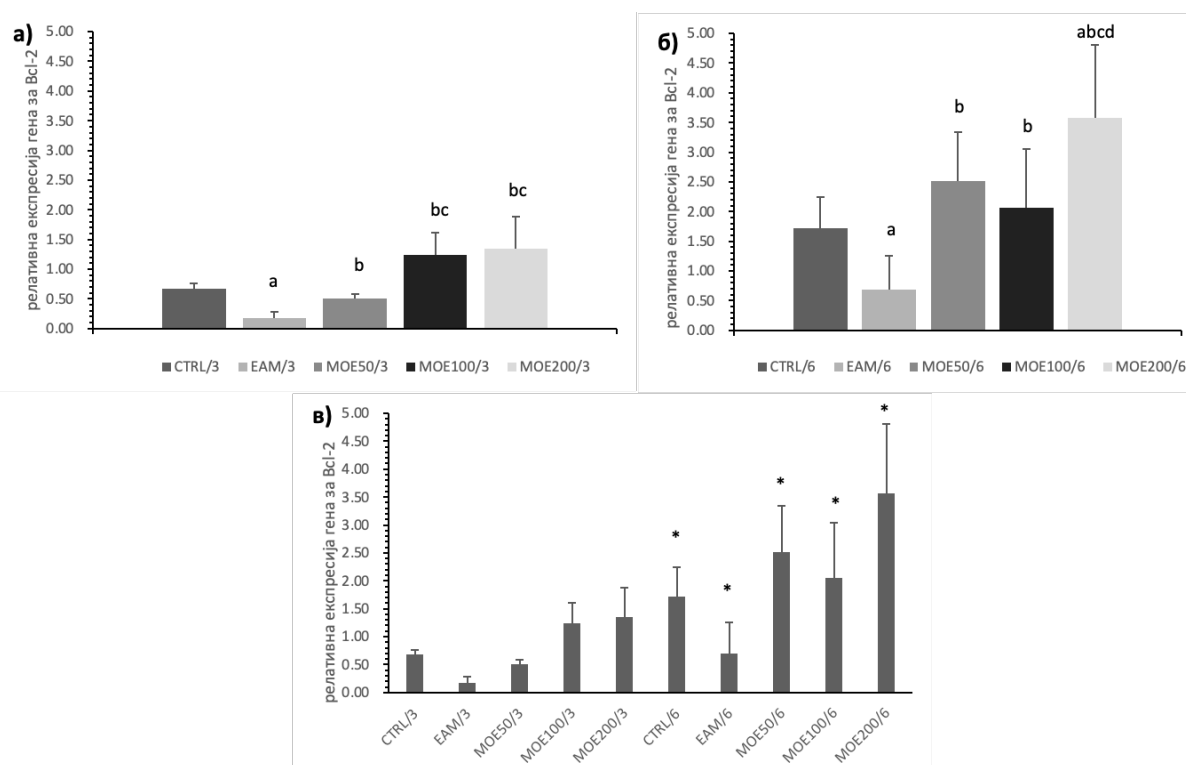 а)
релативна експресија гена за Bcl-2
5.00
4.50
4.00
3.50
3.00
2.50
2.00
1.50
1.00
0.50
0.00
a
b
bc
bc
CTRL/3 EAM/3 MOE50/3 MOE100/3 MOE200/3
б)
релативна експресија гена за Bcl-2
5.00
4.50
4.00
3.50
3.00
2.50
2.00
1.50
1.00
0.50
0.00
a
b
b
abcd
CTRL/6 EAM/6 MOE50/6 MOE100/6 MOE200/6
в)
релативна експресија гена за Bcl-2
5.00
4.50
4.00
3.50
3.00
2.50
2.00
1.50
1.00
0.50
0.00
*
*
*
*
*
CTRL/3
EAM/3
MOE50/3
MOE100/3
MOE200/3
CTRL/6
EAM/6
MOE50/6
MOE100/6
MOE200/6